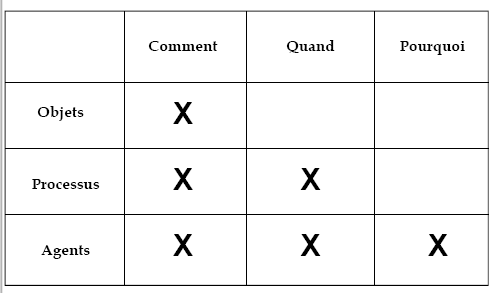 Comment Quand Pourquoi
Objets X
Processus X X
Agents X X X